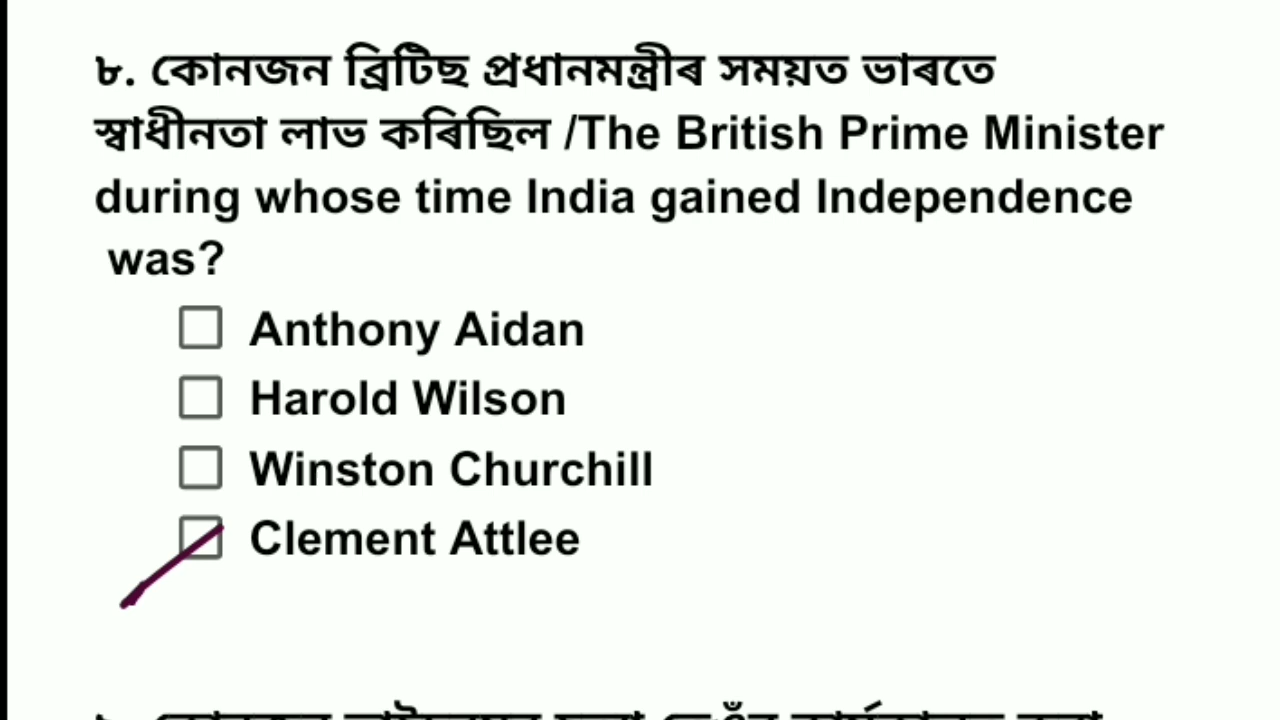 ৮. কোনজন ব্ৰিটিছ প্ৰধানমন্ত্ৰীৰ সময়ত ভাৰতে
স্বাধীনতা লাভ কৰিছিল /The British Prime Minister
during whose time India gained Independence
was?
Anthony Aidan
Harold Wilson
Winston Churchill
Clement Attlee